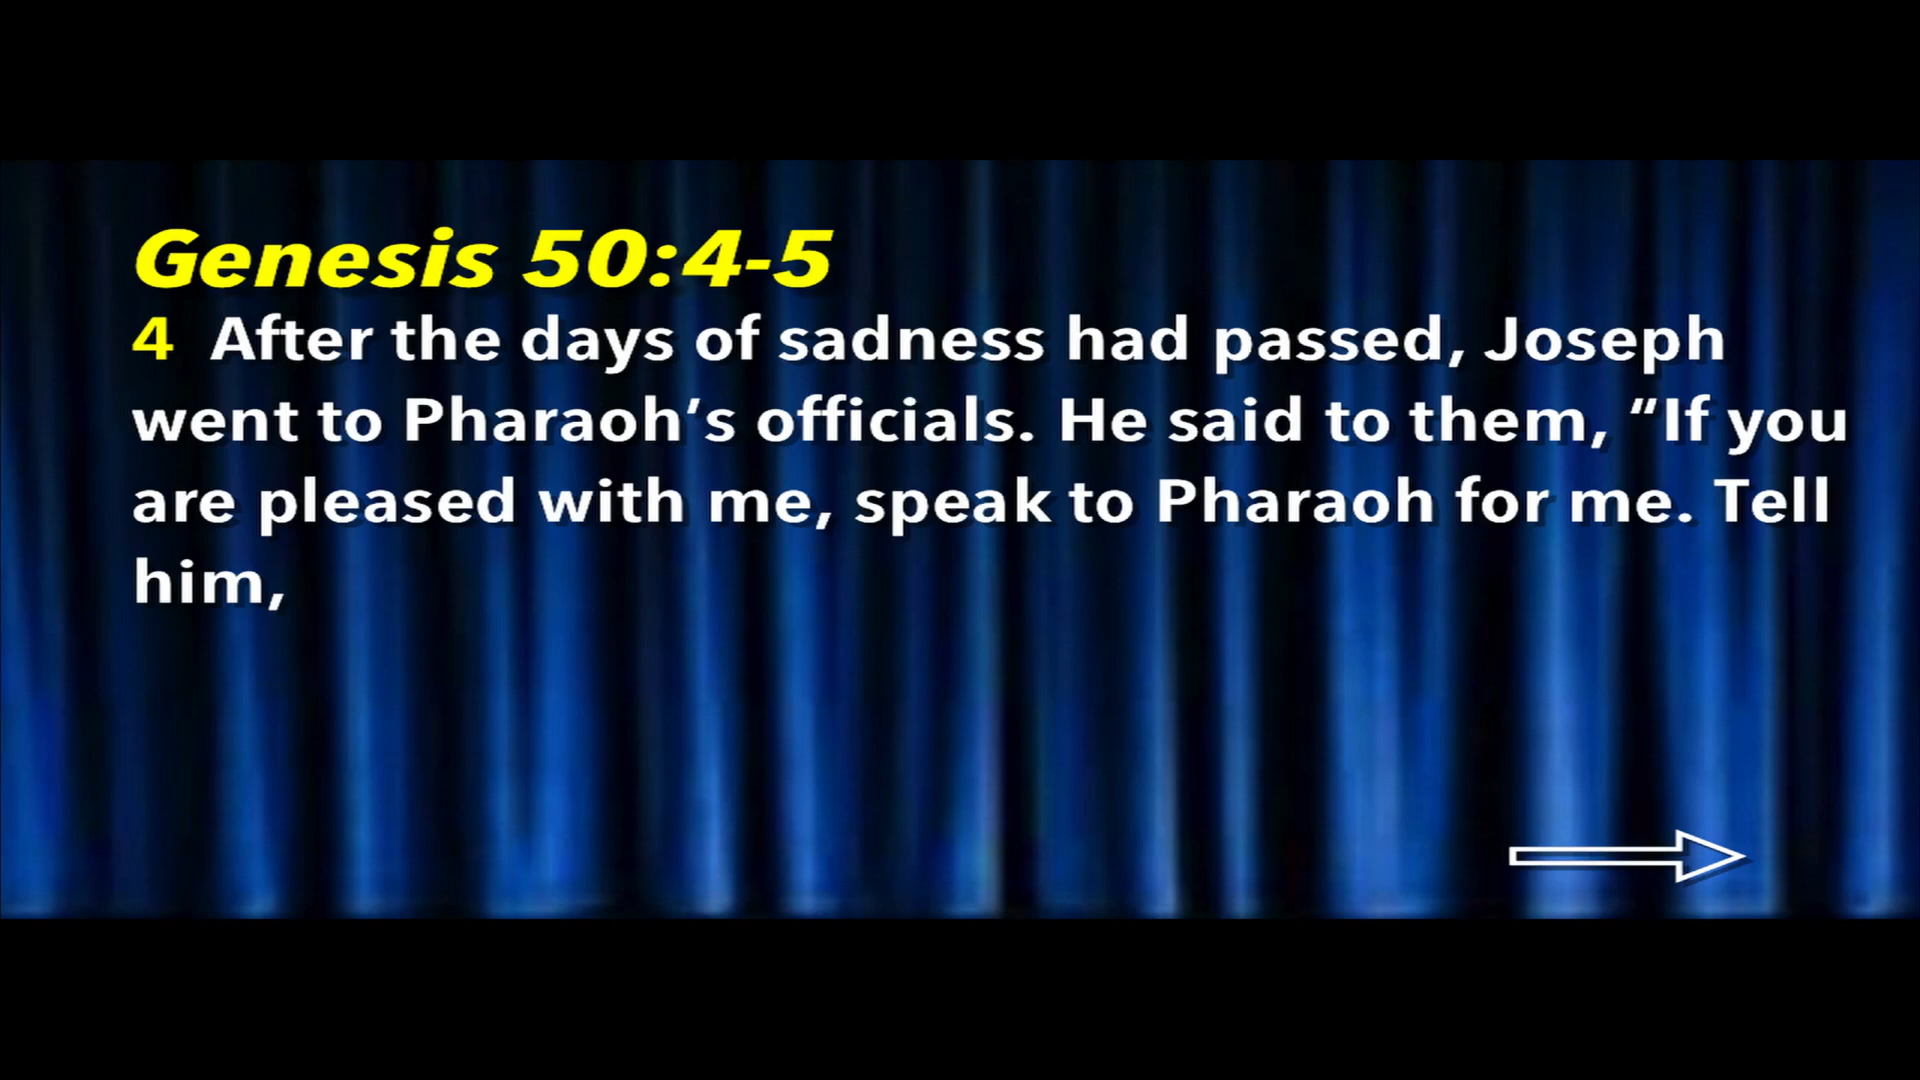 Genesis 50:4-5
4 After the days of sadness had passed, Joseph
went to Pharaoh’s officials. He said to them, “If you
are pleased with me, speak to Pharaoh for me. Tell
him,